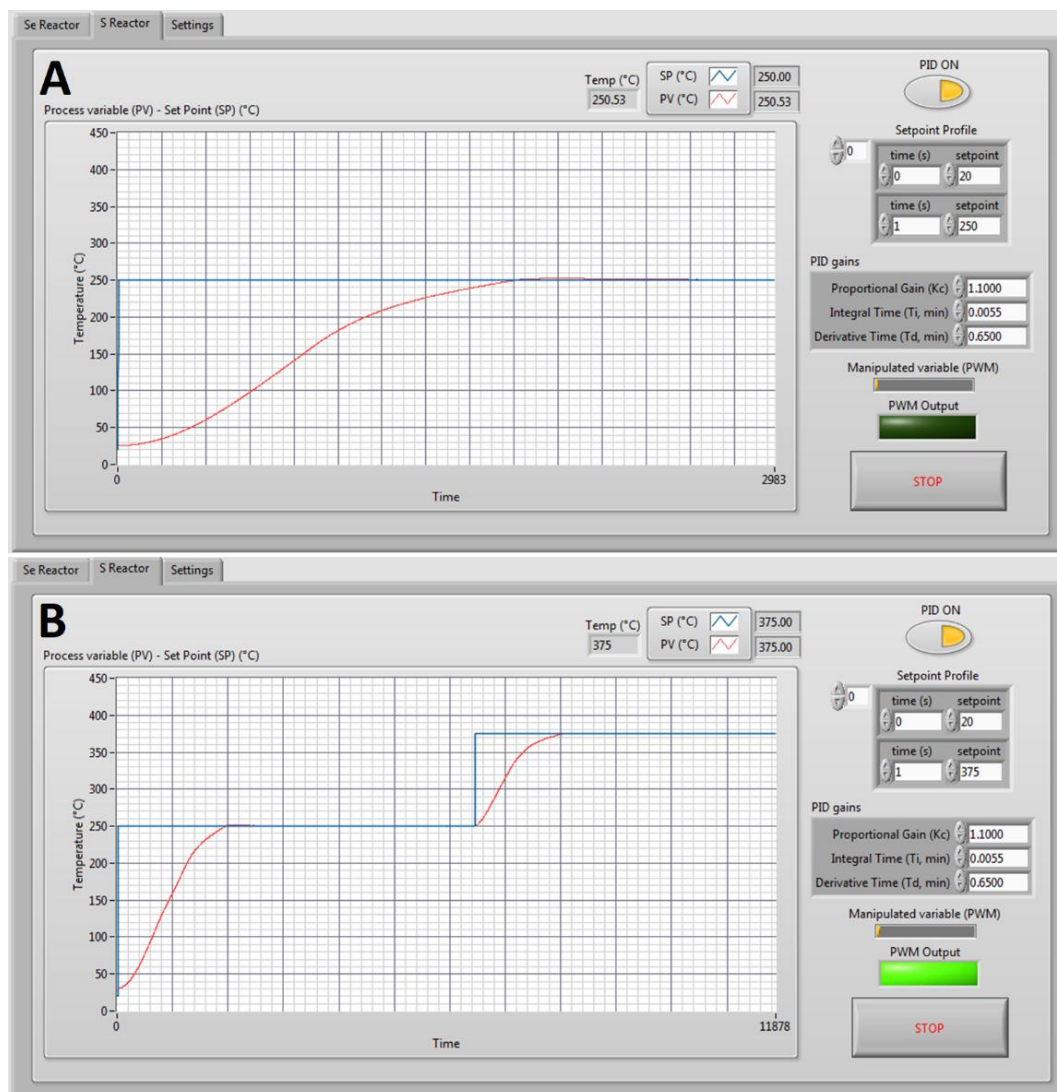 Se Reactor S Reactor Settings
A
Temp (°C)
250.53
SP (°C) 250.00
PV (°C) 250.53
PID ON
Process variable (PV) - Set Point (SP) (°C)
Temperature (°C)
450
400
350
300
250
200
150
100
50
0
0 2983
Time
Setpoint Profile
0
time (s) setpoint
0 20
time (s) setpoint
1 250
PID gains
Proportional Gain (Kc) 1.1000
Integral Time (Ti, min) 0.0055
Derivative Time (Td, min) 0.6500
Manipulated variable (PWM)
PWM Output
STOP
Se Reactor S Reactor Settings
B
Temp (°C)
375
SP (°C) 375.00
PV (°C) 375.00
PID ON
Process variable (PV) - Set Point (SP) (°C)
Temperature (°C)
450
400
350
300
250
200
150
100
50
0
0 11878
Time
Setpoint Profile
0
time (s) setpoint
0 20
time (s) setpoint
1 375
PID gains
Proportional Gain (Kc) 1.1000
Integral Time (Ti, min) 0.0055
Derivative Time (Td, min) 0.6500
Manipulated variable (PWM)
PWM Output
STOP